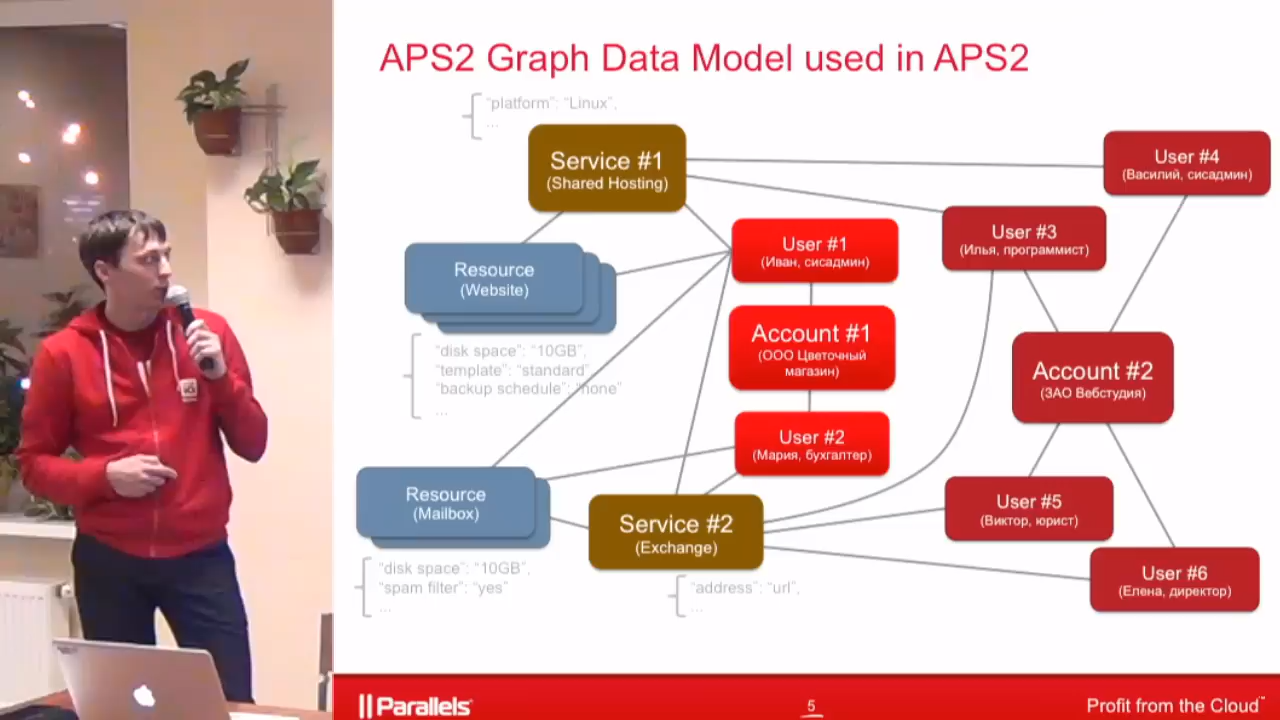 APS2 Graph Data Model used in APS2
"platform": "Linux",
...
Service #1
(Shared Hosting)
User #4
(Василий, сисадмин)
User #3
(Илья, программист)
User #1
(Иван, сисадмин)
Resource
(Website)
Account #1
(ООО Цветочный
магазин)
"disk space": "10GB",
"template": "standard"
"backup schedule": "none"
...
Account #2
(ЗАО Вебстудия)
User #2
(Мария, бухгалтер)
Resource
(Mailbox)
Service #2
(Exchange)
User #5
(Виктор, юрист)
User #6
(Елена, директор)
"disk space": "10GB",
"spam filter": "yes"
...
"address": "url",
...
Parallels
5
Profit from the Cloud™